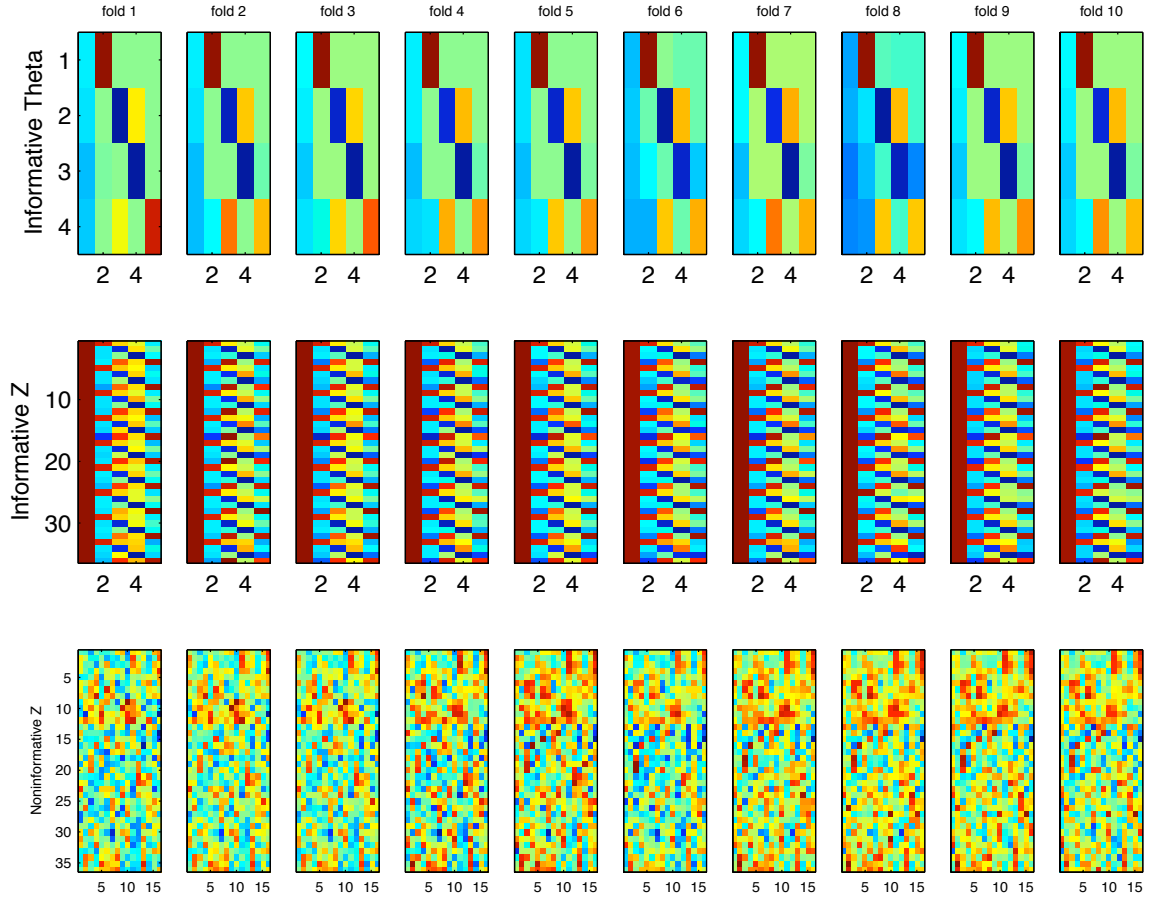 fold 1 fold 2 fold 3 fold 4 fold 5 fold 6 fold 7 fold 8 fold 9 fold 10
Informative Theta
1
2
3
4
2 4 2 4 2 4 2 4 2 4 2 4 2 4 2 4 2 4 2 4
Informative Z
10
20
30
2 4 2 4 2 4 2 4 2 4 2 4 2 4 2 4 2 4 2 4
Noninformative Z
5
10
15
20
25
30
35
5 10 15 5 10 15 5 10 15 5 10 15 5 10 15 5 10 15 5 10 15 5 10 15 5 10 15 5 10 15